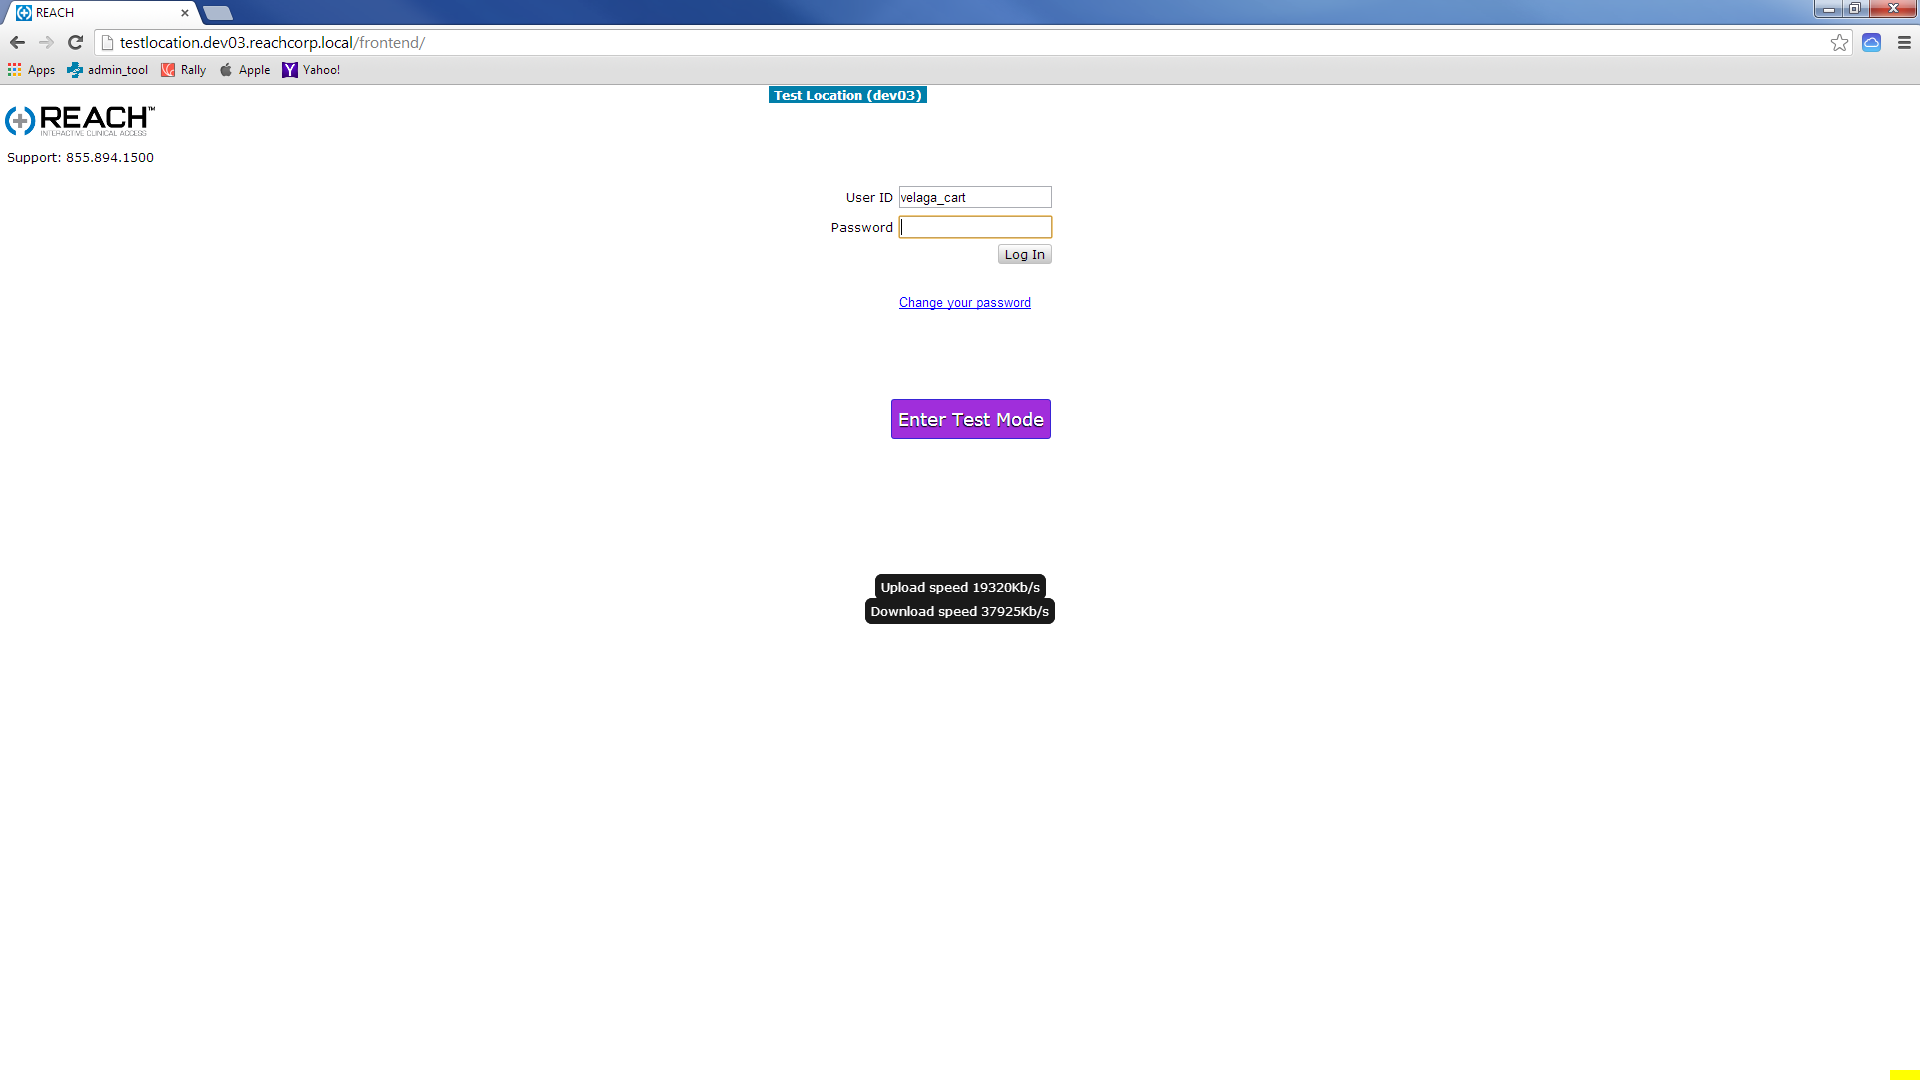 REACH
testlocation.dev03.reachcorp.local/frontend/
Apps admin_tool Rally Apple Yahoo!
Test Location (dev03)
REACH™
INTERACTIVE CLINICAL ACCESS
Support: 855.894.1500
User ID velaga_cart
Password
Log In
Change your password
Enter Test Mode
Upload speed 19320Kb/s
Download speed 37925Kb/s